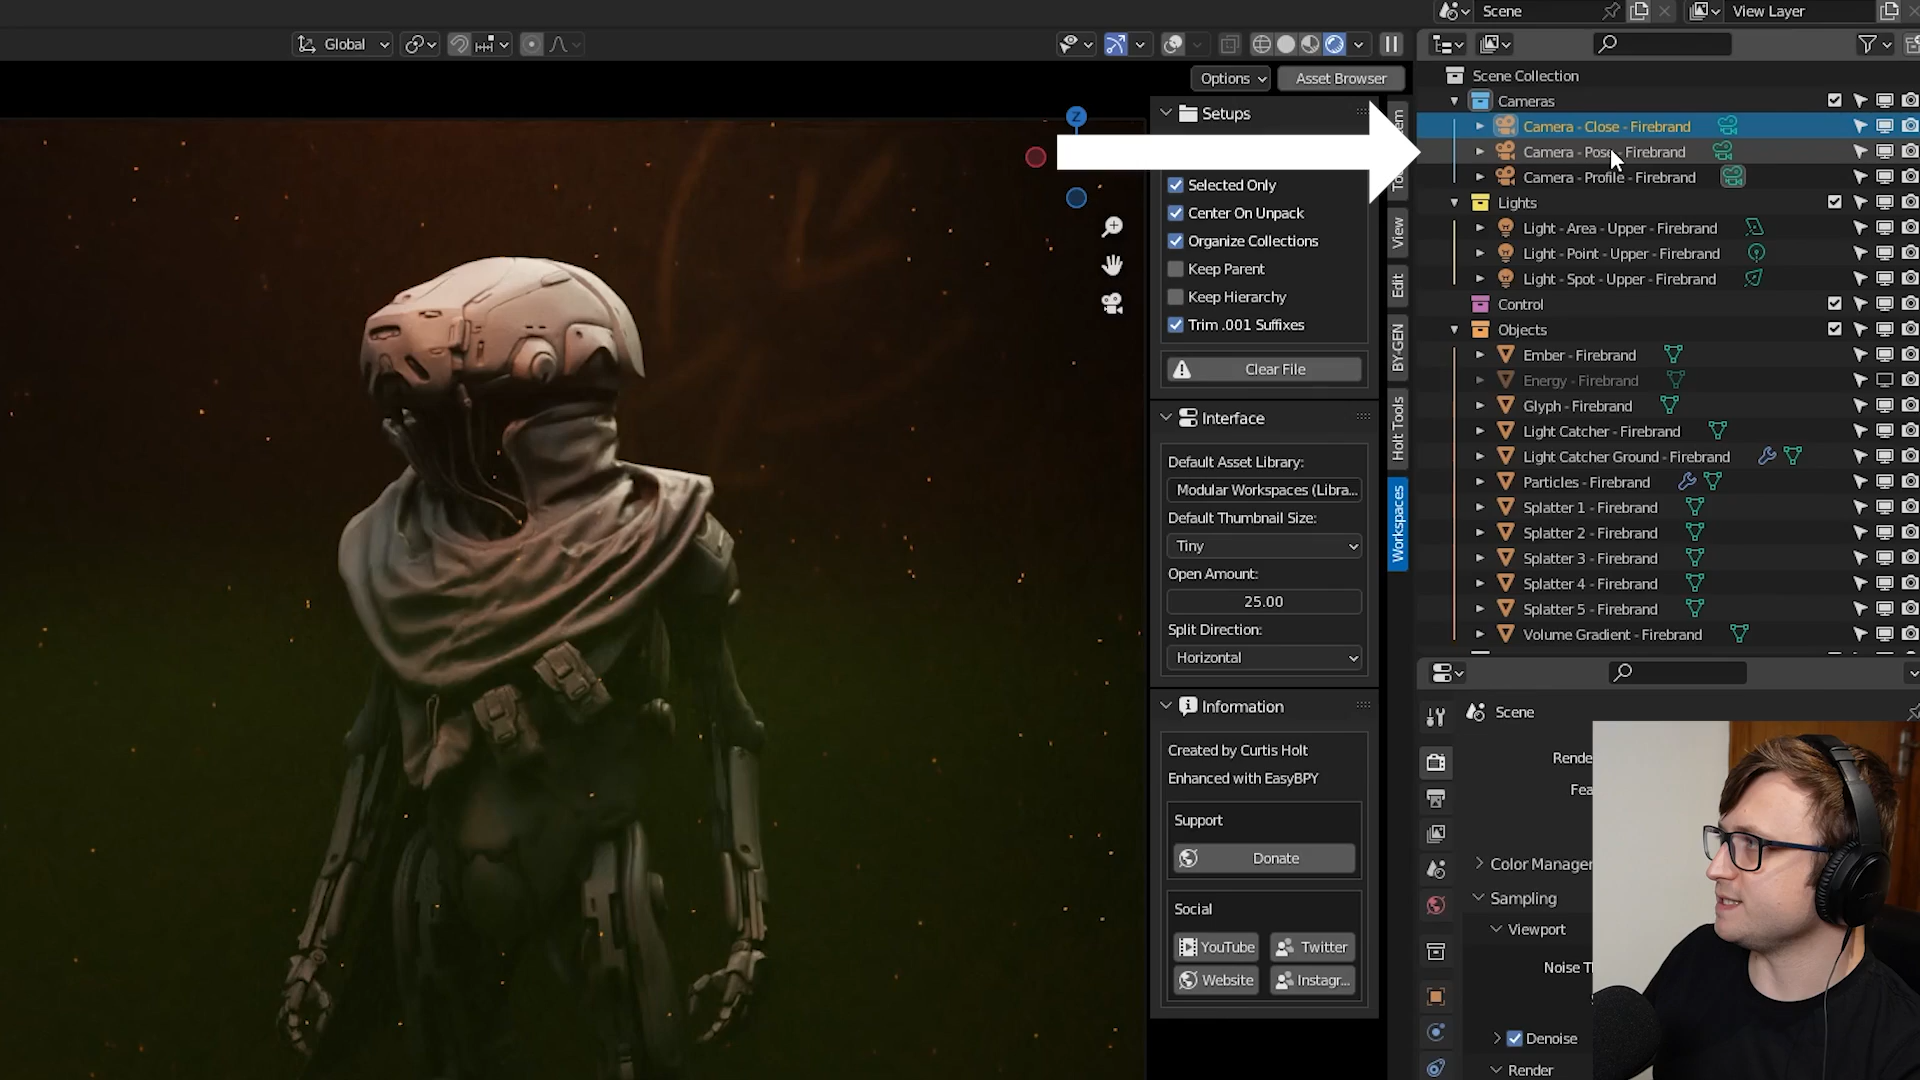 Scene
View Layer
Global
Options
Asset Browser
Scene Collection
Cameras
Camera - Close - Firebrand
Camera - Pose - Firebrand
Camera - Profile - Firebrand
Lights
Light - Area - Upper - Firebrand
Light - Point - Upper - Firebrand
Light - Spot - Upper - Firebrand
Control
Objects
Ember - Firebrand
Energy - Firebrand
Glyph - Firebrand
Light Catcher - Firebrand
Light Catcher Ground - Firebrand
Particles - Firebrand
Splatter 1 - Firebrand
Splatter 2 - Firebrand
Splatter 3 - Firebrand
Splatter 4 - Firebrand
Splatter 5 - Firebrand
Volume Gradient - Firebrand
Z
Setups
Selected Only
Center On Unpack
Organize Collections
Keep Parent
Keep Hierarchy
Trim .001 Suffixes
Clear File
Interface
Default Asset Library:
Modular Workspaces (Libra...
Default Thumbnail Size:
Tiny
Open Amount:
25.00
Split Direction:
Horizontal
Information
Created by Curtis Holt
Enhanced with EasyBPY
Support
Donate
Social
YouTube
Twitter
Website
Instagr...
View
Edit
BY-GEN
Holt Tools
Workspaces
Scene
Rende
Fea
Color Manager
Sampling
Viewport
Noise T
Denoise
Render